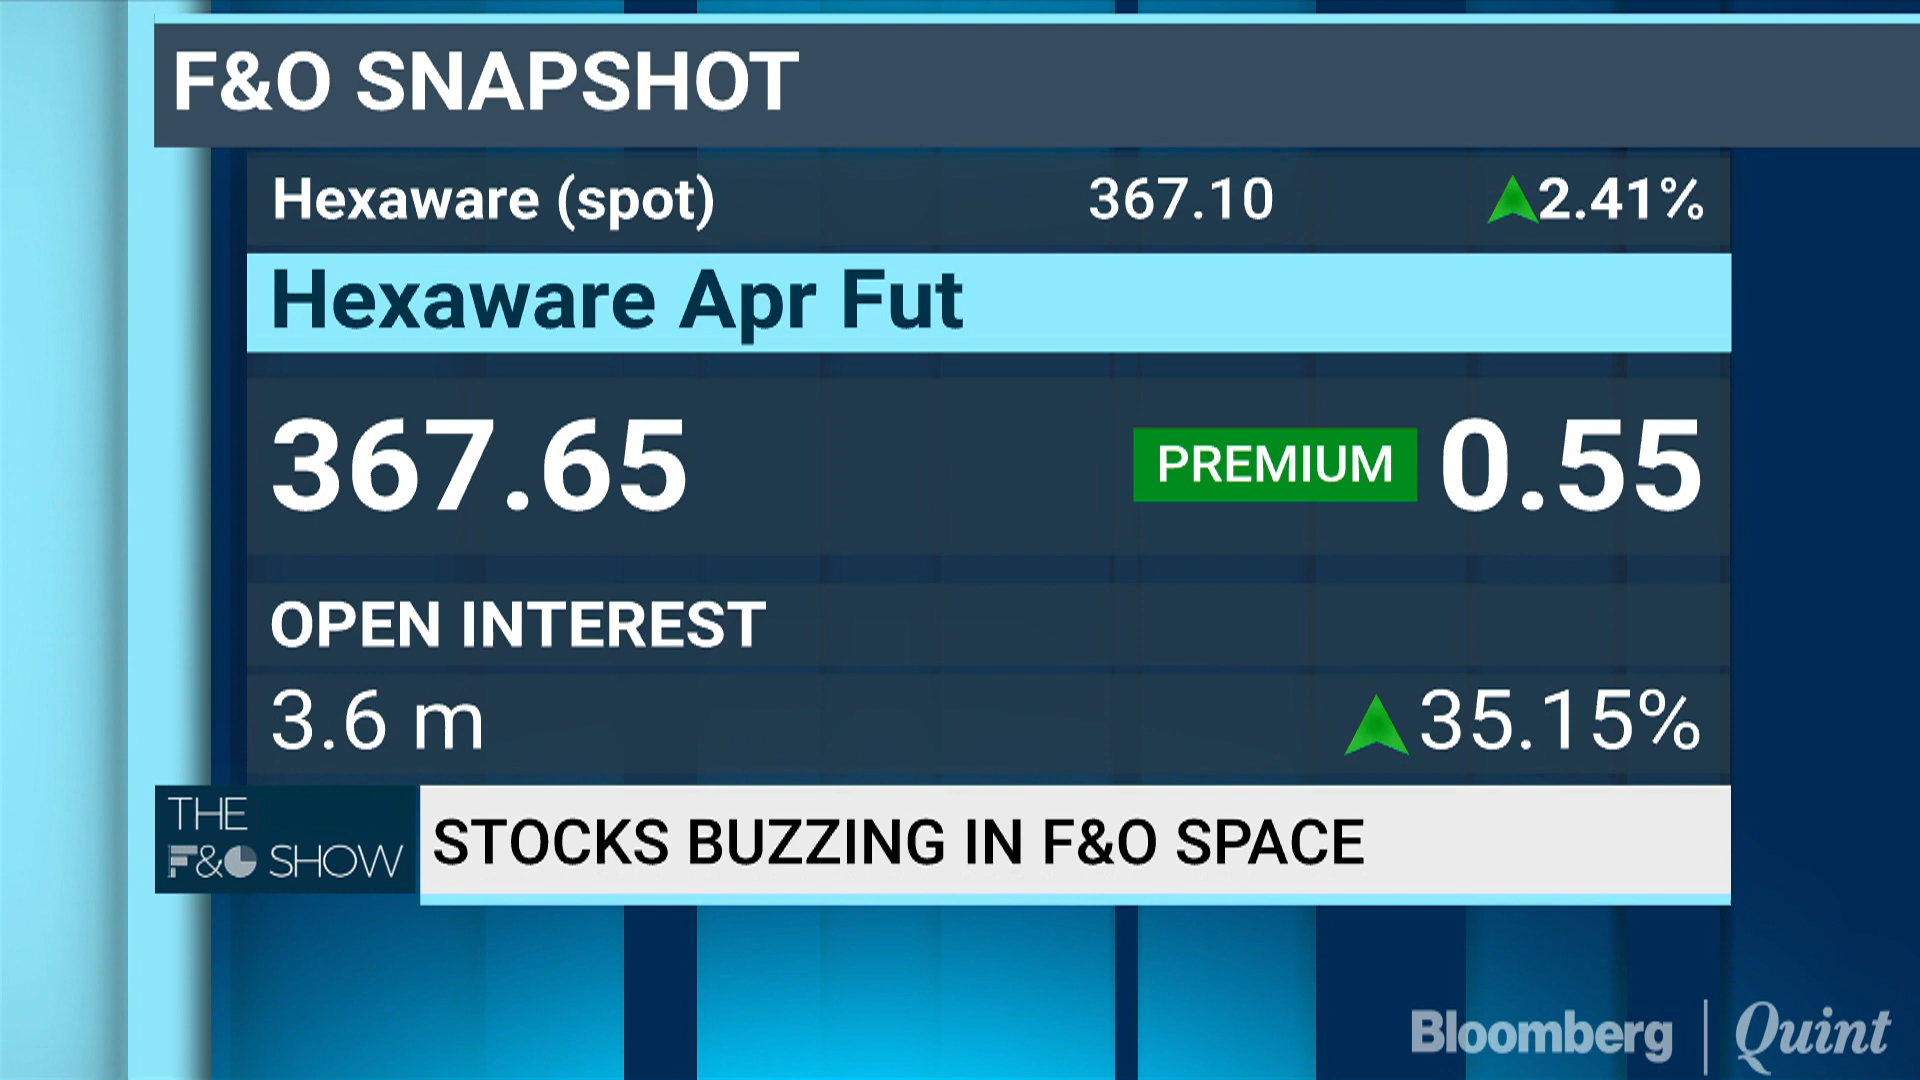 F&O SNAPSHOT
Hexaware (spot) 367.10 2.41%
Hexaware Apr Fut
367.65 PREMIUM 0.55
OPEN INTEREST
3.6 m 35.15%
THE
F&O SHOW
STOCKS BUZZING IN F&O SPACE
Bloomberg | Quint